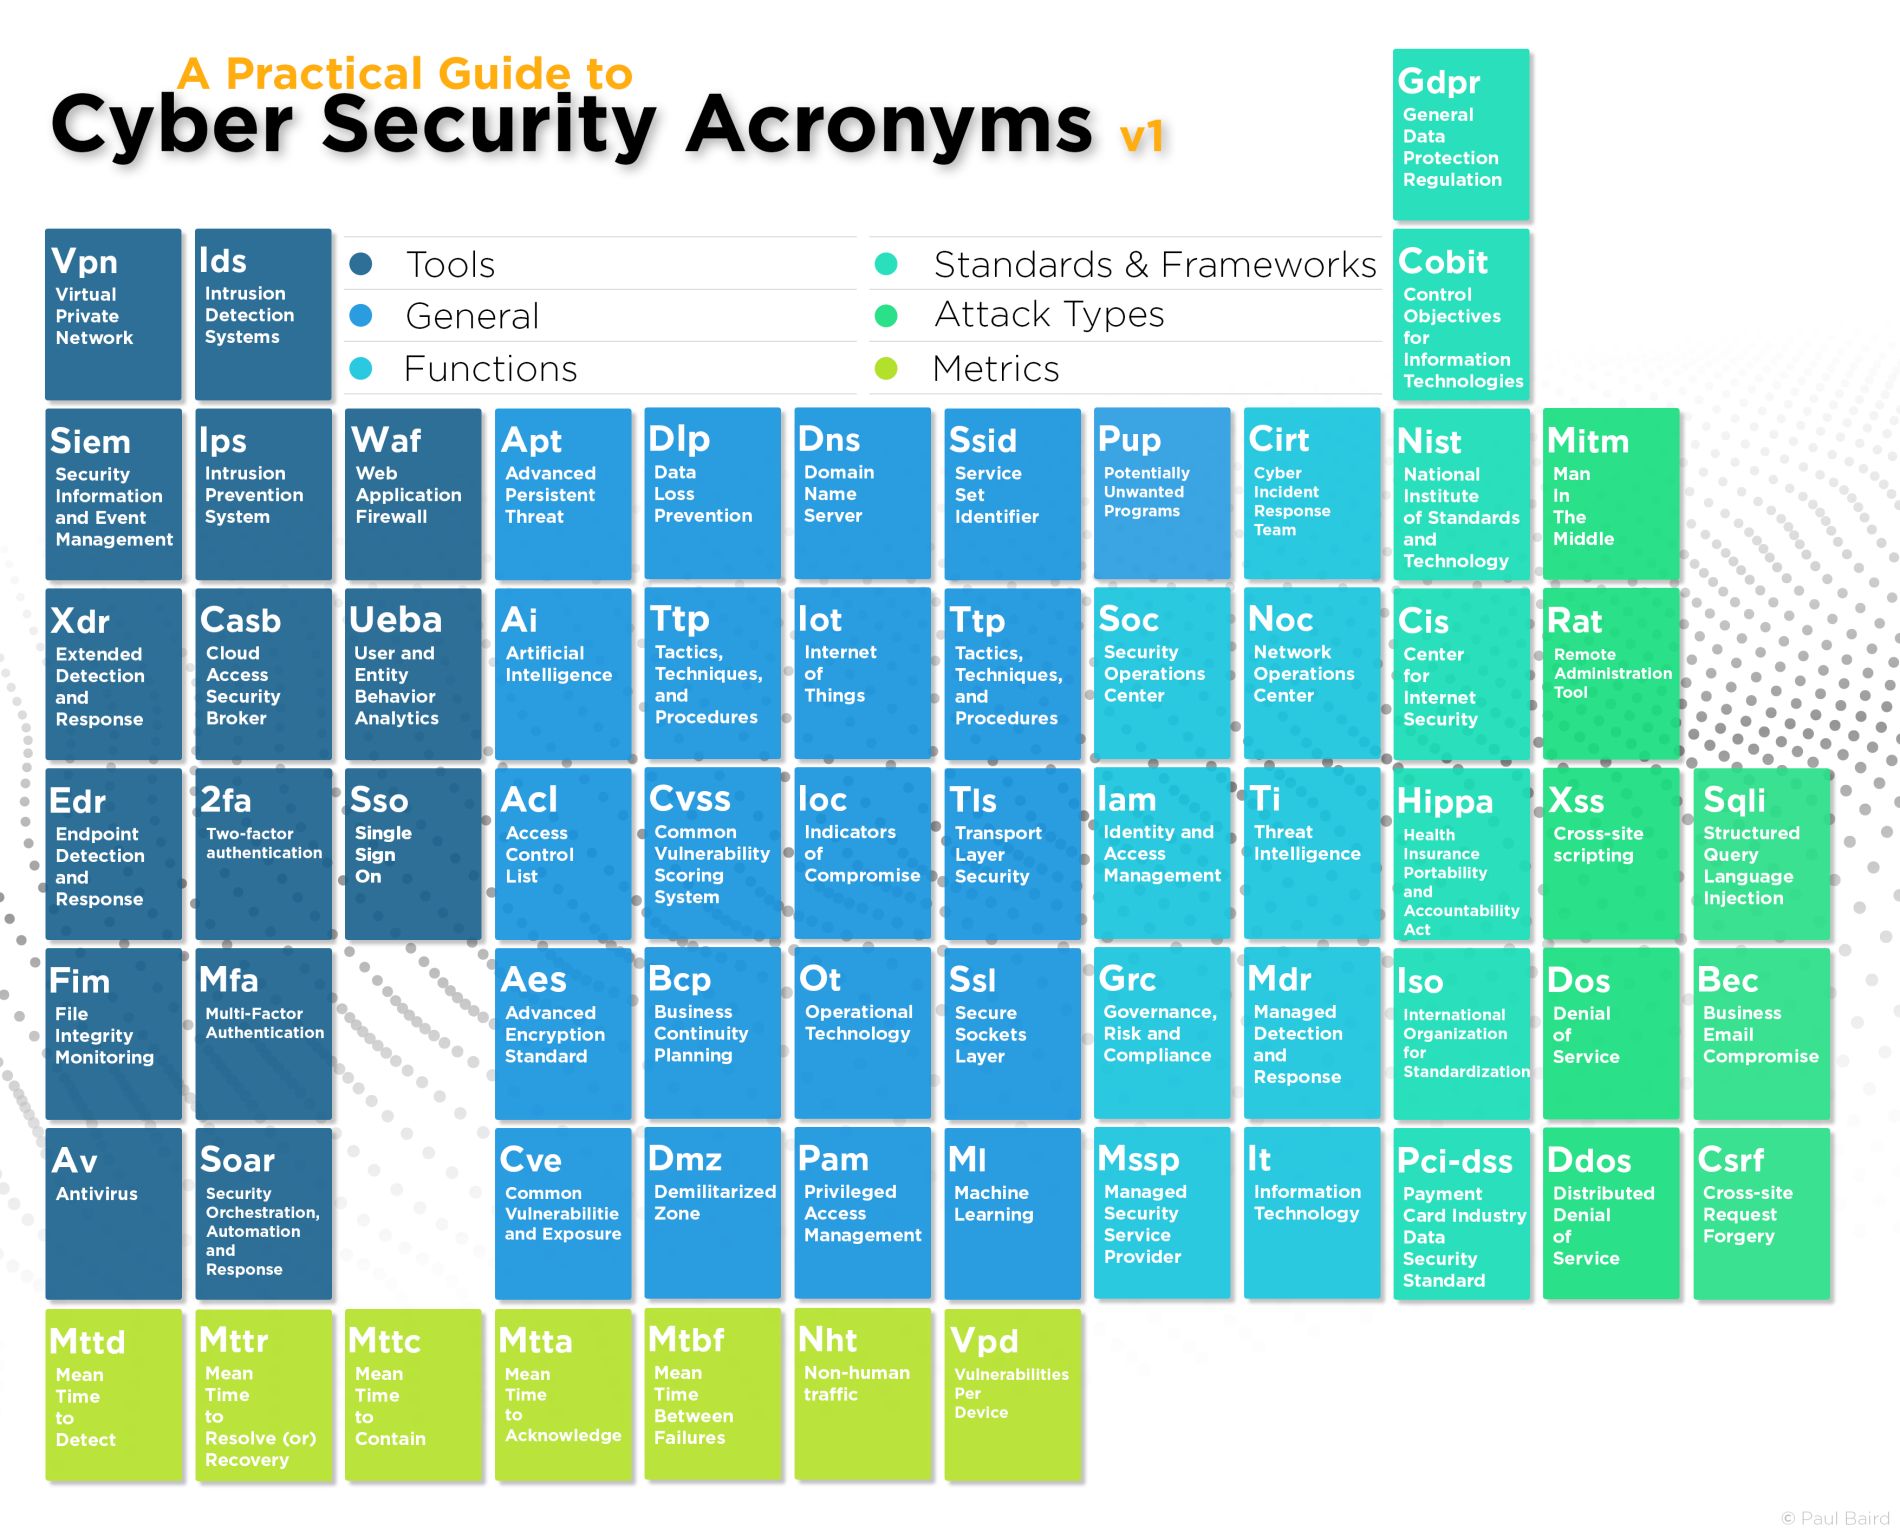 A Practical Guide to
Cyber Security Acronyms v1
Gdpr
General
Data
Protection
Regulation
Vpn
Virtual
Private
Network
Ids
Intrusion
Detection
Systems
Tools
General
Functions
Standards & Frameworks
Attack Types
Metrics
Cobit
Control
Objectives
for
Information
Technologies
Siem
Security
Information
and Event
Management
Ips
Intrusion
Prevention
System
Waf
Web
Application
Firewall
Apt
Advanced
Persistent
Threat
Dlp
Data
Loss
Prevention
Dns
Domain
Name
Server
Ssid
Service
Set
Identifier
Pup
Potentially
Unwanted
Programs
Cirt
Cyber
Incident
Response
Team
Nist
National
Institute
of Standards
and
Technology
Mitm
Man
In
The
Middle
Xdr
Extended
Detection
and
Response
Casb
Cloud
Access
Security
Broker
Ueba
User and
Entity
Behavior
Analytics
Ai
Artificial
Intelligence
Ttp
Tactics,
Techniques,
and
Procedures
Iot
Internet
of
Things
Ttp
Tactics,
Techniques,
and
Procedures
Soc
Security
Operations
Center
Noc
Network
Operations
Center
Cis
Center
for
Internet
Security
Rat
Remote
Administration
Tool
Edr
Endpoint
Detection
and
Response
2fa
Two-factor
authentication
Sso
Single
Sign
On
Acl
Access
Control
List
Cvss
Common
Vulnerability
Scoring
System
Ioc
Indicators
of
Compromise
Tls
Transport
Layer
Security
Iam
Identity and
Access
Management
Ti
Threat
Intelligence
Hippa
Health
Insurance
Portability
and
Accountability
Act
Xss
Cross-site
scripting
Sqli
Structured
Query
Language
Injection
Fim
File
Integrity
Monitoring
Mfa
Multi-Factor
Authentication
Aes
Advanced
Encryption
Standard
Bcp
Business
Continuity
Planning
Ot
Operational
Technology
Ssl
Secure
Sockets
Layer
Grc
Governance,
Risk and
Compliance
Mdr
Managed
Detection
and
Response
Iso
International
Organization
for
Standardization
Dos
Denial
of
Service
Bec
Business
Email
Compromise
Av
Antivirus
Soar
Security
Orchestration,
Automation
and
Response
Cve
Common
Vulnerabilitie
and Exposure
Dmz
Demilitarized
Zone
Pam
Privileged
Access
Management
Ml
Machine
Learning
Mssp
Managed
Security
Service
Provider
It
Information
Technology
Pci-dss
Payment
Card Industry
Data
Security
Standard
Ddos
Distributed
Denial
of
Service
Csrf
Cross-site
Request
Forgery
Mttd
Mean
Time
to
Detect
Mttr
Mean
Time
to
Resolve (or)
Recovery
Mttc
Mean
Time
to
Contain
Mtta
Mean
Time
to
Acknowledge
Mtbf
Mean
Time
Between
Failures
Nht
Non-human
traffic
Vpd
Vulnerabilities
Per
Device
© Paul Baird